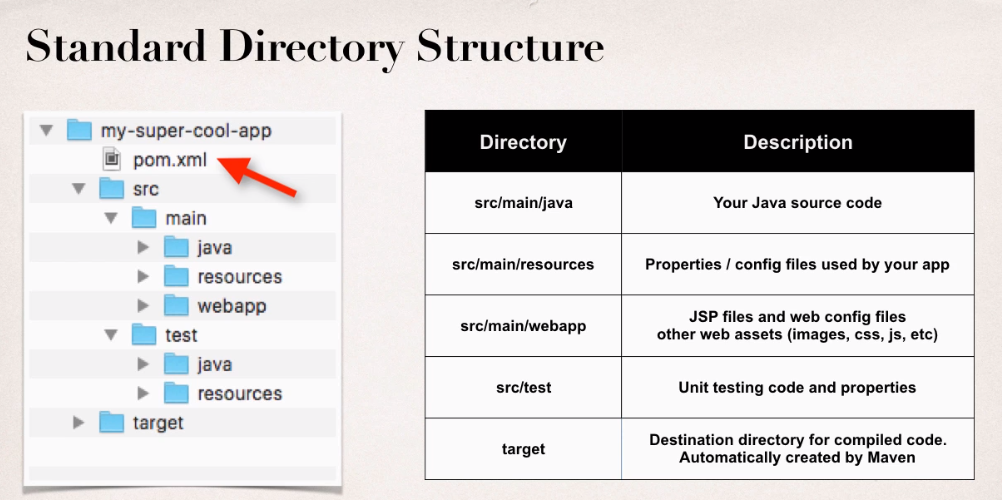 Standard Directory Structure
my-super-cool-app
pom.xml
src
main
java
resources
webapp
test
java
resources
target
Directory Description
src/main/java Your Java source code
src/main/resources Properties / config files used by your app
src/main/webapp JSP files and web config files
other web assets (images, css, js, etc)
src/test Unit testing code and properties
target Destination directory for compiled code.
Automatically created by Maven